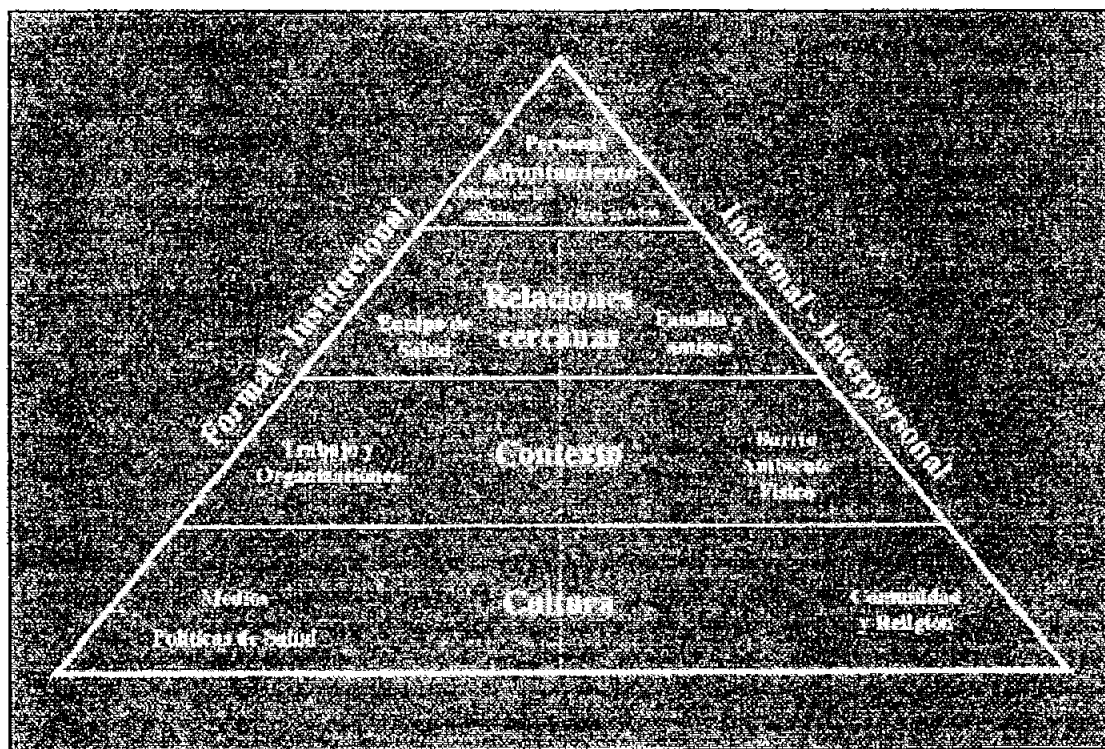 Personal
Afrontamiento
Formal - Institucional
Informal - Interpersonal
Relaciones
cercanas
Equipo de
Salud
Familia y
Contexto
Trabajo y
Organizaciones
Barrio
Ambiente
Físico
Cultura
Medios
Políticas de Salud
Comunidad
y Religión